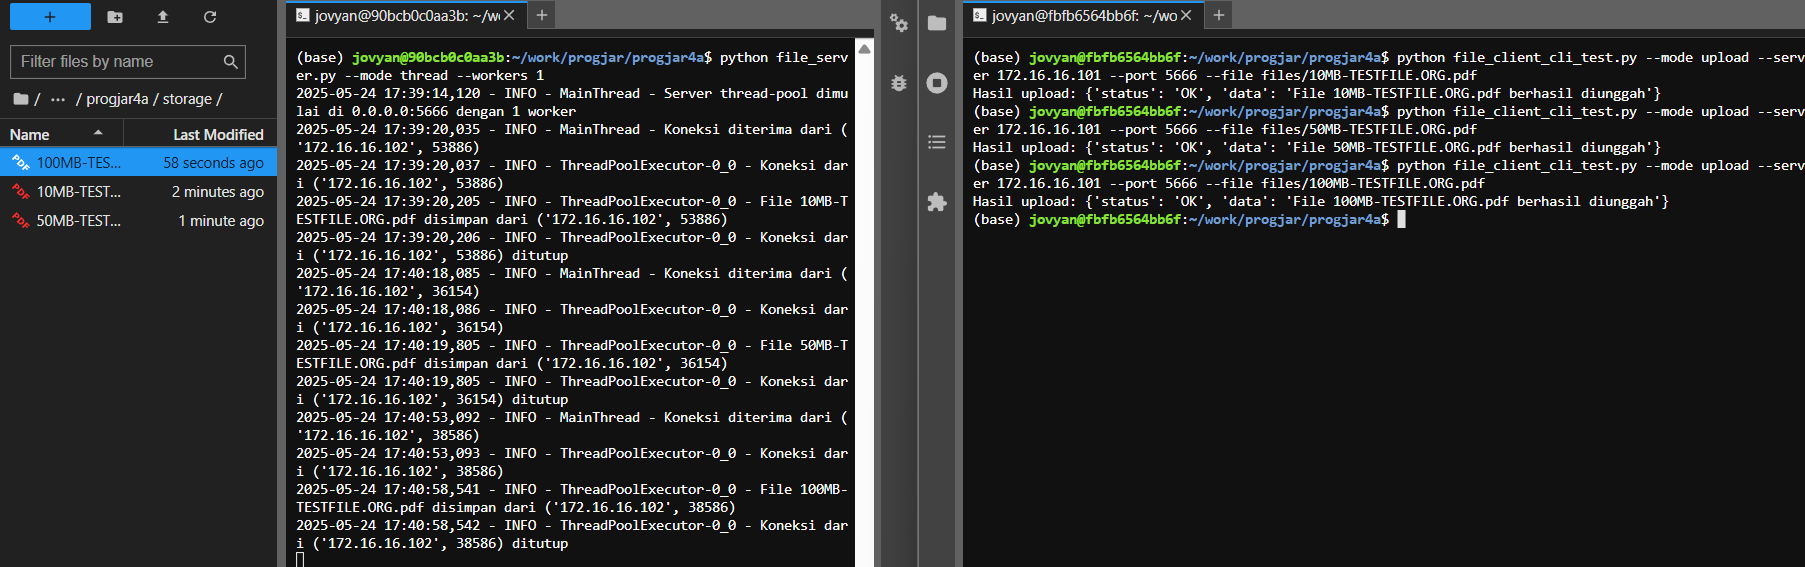 Filter files by name
/ ... / progjar4a / storage /
Name Last Modified
100MB-TES... 58 seconds ago
10MB-TEST... 2 minutes ago
50MB-TEST... 1 minute ago
jovyan@90bcb0c0aa3b: ~/w
(base) jovyan@90bcb0c0aa3b:~/work/progjar/progjar4a$ python file_serv
er.py --mode thread --workers 1
2025-05-24 17:39:14,120 - INFO - MainThread - Server thread-pool dimu
lai di 0.0.0.0:5666 dengan 1 worker
2025-05-24 17:39:20,035 - INFO - MainThread - Koneksi diterima dari (
'172.16.16.102', 53886)
2025-05-24 17:39:20,037 - INFO - ThreadPoolExecutor-0_0 - Koneksi dar
i ('172.16.16.102', 53886)
2025-05-24 17:39:20,205 - INFO - ThreadPoolExecutor-0_0 - File 10MB-T
ESTFILE.ORG.pdf disimpan dari ('172.16.16.102', 53886)
2025-05-24 17:39:20,206 - INFO - ThreadPoolExecutor-0_0 - Koneksi dar
i ('172.16.16.102', 53886) ditutup
2025-05-24 17:40:18,085 - INFO - MainThread - Koneksi diterima dari (
'172.16.16.102', 36154)
2025-05-24 17:40:18,086 - INFO - ThreadPoolExecutor-0_0 - Koneksi dar
i ('172.16.16.102', 36154)
2025-05-24 17:40:19,805 - INFO - ThreadPoolExecutor-0_0 - File 50MB-T
ESTFILE.ORG.pdf disimpan dari ('172.16.16.102', 36154)
2025-05-24 17:40:19,805 - INFO - ThreadPoolExecutor-0_0 - Koneksi dar
i ('172.16.16.102', 36154) ditutup
2025-05-24 17:40:53,092 - INFO - MainThread - Koneksi diterima dari (
'172.16.16.102', 38586)
2025-05-24 17:40:53,093 - INFO - ThreadPoolExecutor-0_0 - Koneksi dar
i ('172.16.16.102', 38586)
2025-05-24 17:40:58,541 - INFO - ThreadPoolExecutor-0_0 - File 100MB-
TESTFILE.ORG.pdf disimpan dari ('172.16.16.102', 38586)
2025-05-24 17:40:58,542 - INFO - ThreadPoolExecutor-0_0 - Koneksi dar
i ('172.16.16.102', 38586) ditutup
jovyan@fbfb6564bb6f: ~/wo
(base) jovyan@fbfb6564bb6f:~/work/progjar/progjar4a$ python file_client_cli_test.py --mode upload --serv
er 172.16.16.101 --port 5666 --file files/10MB-TESTFILE.ORG.pdf
Hasil upload: {'status': 'OK', 'data': 'File 10MB-TESTFILE.ORG.pdf berhasil diunggah'}
(base) jovyan@fbfb6564bb6f:~/work/progjar/progjar4a$ python file_client_cli_test.py --mode upload --serv
er 172.16.16.101 --port 5666 --file files/50MB-TESTFILE.ORG.pdf
Hasil upload: {'status': 'OK', 'data': 'File 50MB-TESTFILE.ORG.pdf berhasil diunggah'}
(base) jovyan@fbfb6564bb6f:~/work/progjar/progjar4a$ python file_client_cli_test.py --mode upload --serv
er 172.16.16.101 --port 5666 --file files/100MB-TESTFILE.ORG.pdf
Hasil upload: {'status': 'OK', 'data': 'File 100MB-TESTFILE.ORG.pdf berhasil diunggah'}
(base) jovyan@fbfb6564bb6f:~/work/progjar/progjar4a$